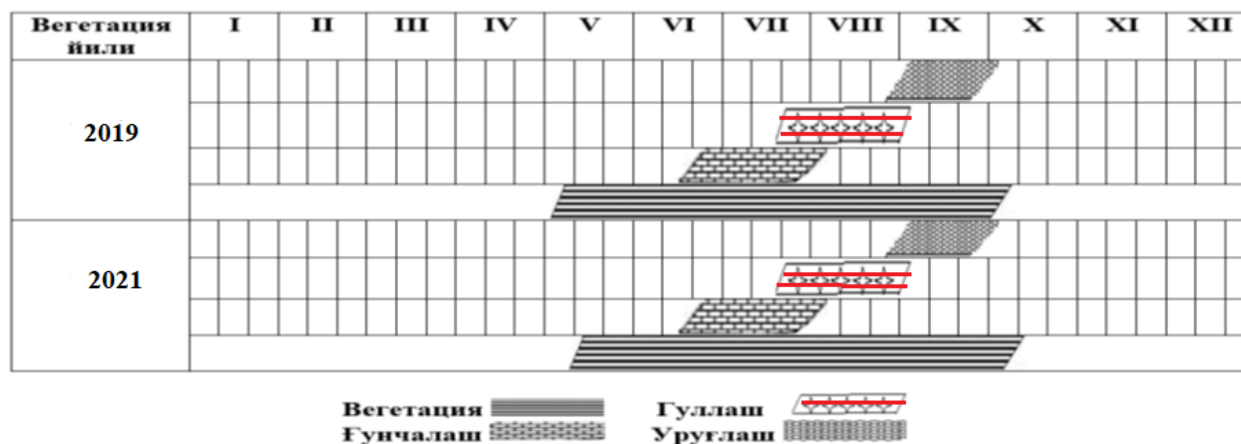 Вегетация йили I II III IV V VI VII VIII IX X XI XII
2019
2021
Вегетация Гуллаш
Ғунчалаш Уруғлаш